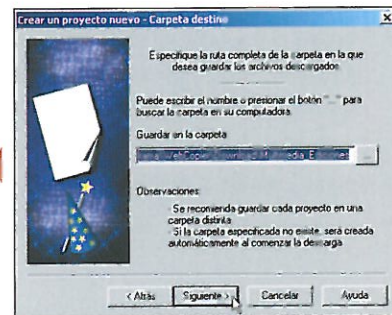 Crear un proyecto nuevo - Carpeta destino
Especifique la ruta completa de la carpeta en la que
desea guardar los archivos descargados.
Puede escribir el nombre o presionar el botón "..." para
buscar la carpeta en su computadora.
Guardar en la carpeta
...
Observaciones:
- Se recomienda guardar cada proyecto en una
carpeta distinta
- Si la carpeta especificada no existe, será creada
automáticamente al comenzar la descarga.
< Atrás Siguiente > Cancelar Ayuda